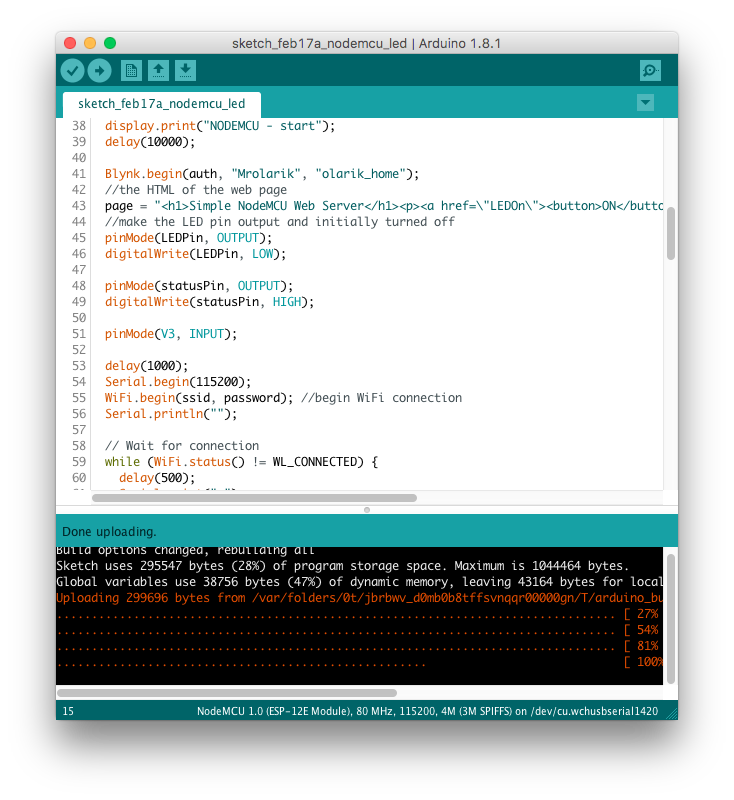 sketch_feb17a_nodemcu_led | Arduino 1.8.1
sketch_feb17a_nodemcu_led
38 display.print("NODEMCU - start");
39 delay(10000);
40
41 Blynk.begin(auth, "Mrolarik", "olarik_home");
42 //the HTML of the web page
43 page = "<h1>Simple NodeMCU Web Server</h1><p><a href=\"LEDOn\"><button>ON</butto
44 //make the LED pin output and initially turned off
45 pinMode(LEDPin, OUTPUT);
46 digitalWrite(LEDPin, LOW);
47
48 pinMode(statusPin, OUTPUT);
49 digitalWrite(statusPin, HIGH);
50
51 pinMode(V3, INPUT);
52
53 delay(1000);
54 Serial.begin(115200);
55 WiFi.begin(ssid, password); //begin WiFi connection
56 Serial.println("");
57
58 // Wait for connection
59 while (WiFi.status() != WL_CONNECTED) {
60 delay(500);
Done uploading.
Build options changed, rebuilding all
Sketch uses 295547 bytes (28%) of program storage space. Maximum is 1044464 bytes.
Global variables use 38756 bytes (47%) of dynamic memory, leaving 43164 bytes for local
Uploading 299696 bytes from /var/folders/0t/jbrbwv_d0mb0b8tffsvnqqr00000gn/T/arduino_bu
................................................................................ [ 27%
................................................................................ [ 54%
................................................................................ [ 81%
..................................................... [ 100%
15 NodeMCU 1.0 (ESP-12E Module), 80 MHz, 115200, 4M (3M SPIFFS) on /dev/cu.wchusbserial1420